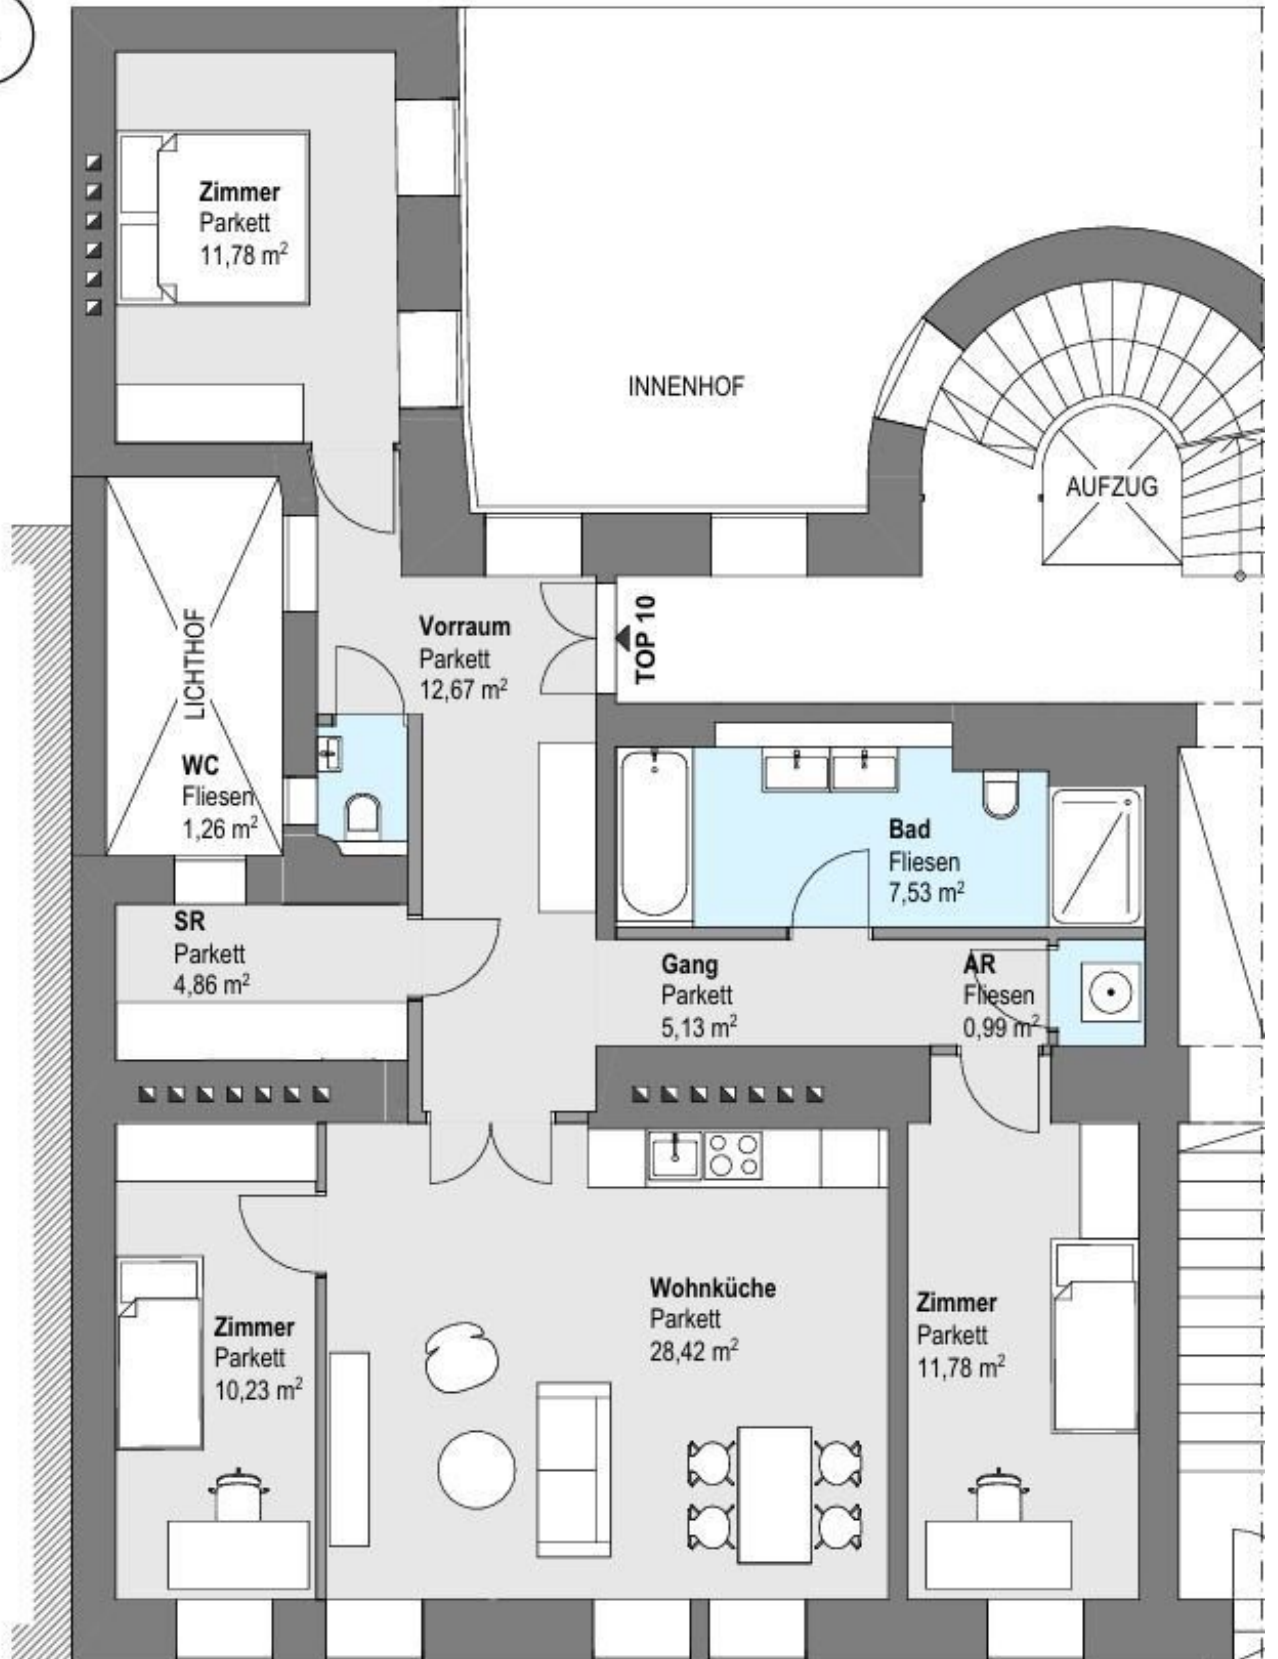 Zimmer
Parkett
11,78 m²
INNENHOF
AUFZUG
LICHTHOF
Vorraum
Parkett
12,67 m²
TOP 10
WC
Fliesen
1,26 m²
Bad
Fliesen
7,53 m²
SR
Parkett
4,86 m²
Gang
Parkett
5,13 m²
AR
Fliesen
0,99 m²
Zimmer
Parkett
10,23 m²
Wohnküche
Parkett
28,42 m²
Zimmer
Parkett
11,78 m²